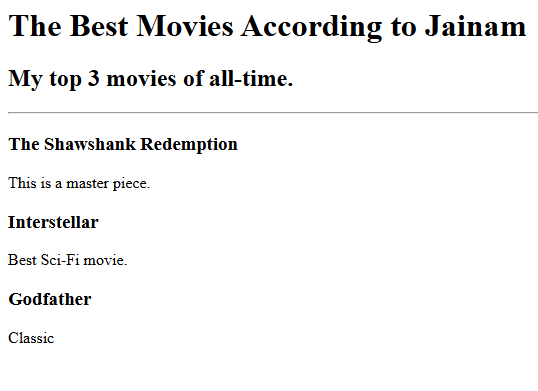 The Best Movies According to Jainam
My top 3 movies of all-time.
The Shawshank Redemption
This is a master piece.
Interstellar
Best Sci-Fi movie.
Godfather
Classic